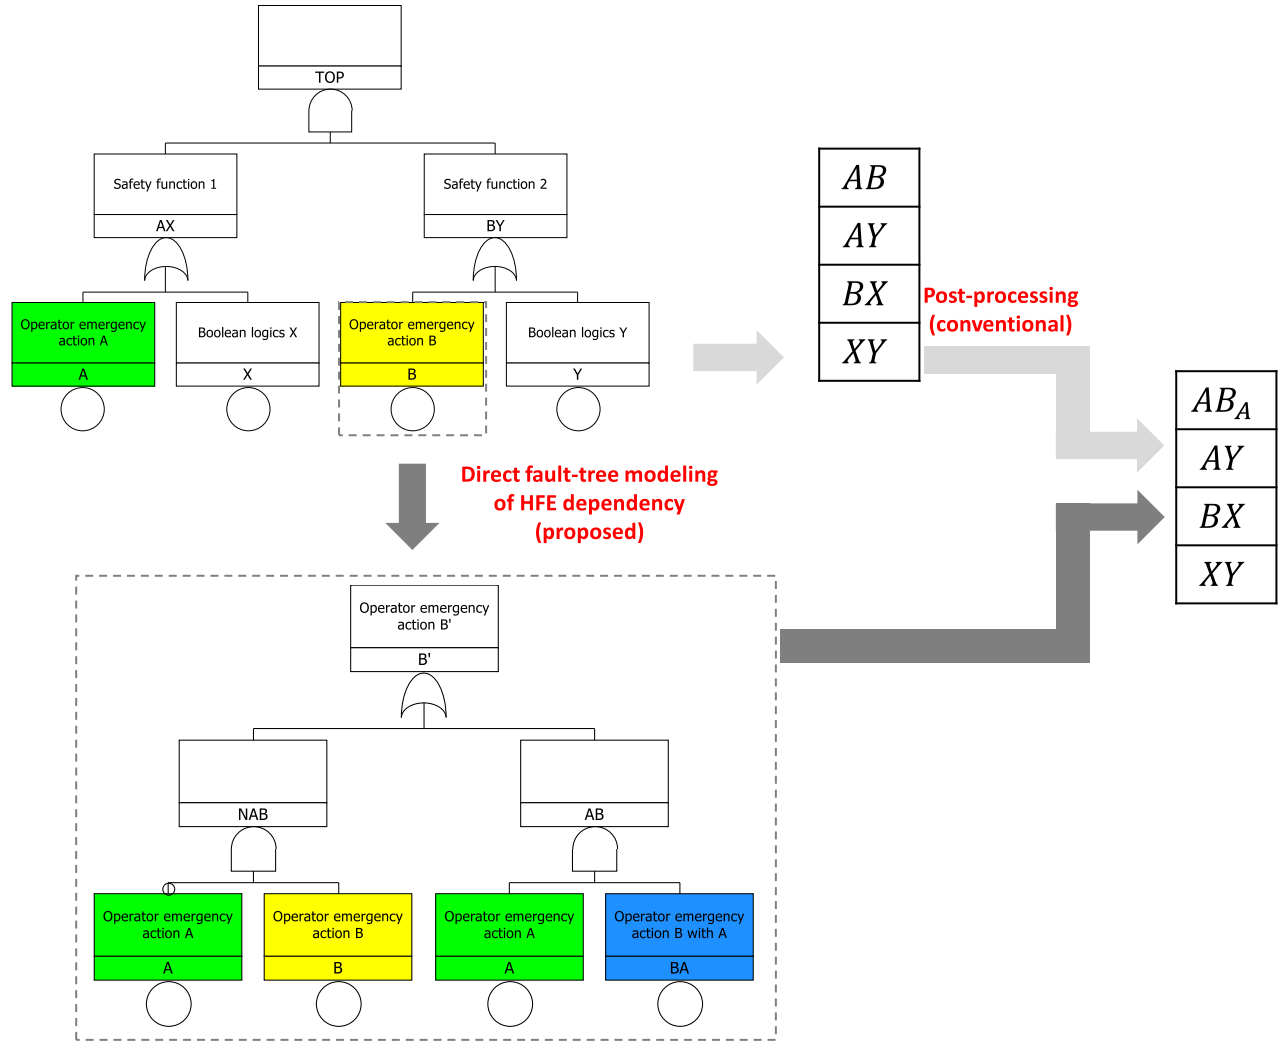 TOP
Safety function 1
AX
Safety function 2
BY
Operator emergency
action A
A
Boolean logics X
X
Operator emergency
action B
B
Boolean logics Y
Y
AB
AY
BX
XY
Post-processing
(conventional)
AB_A
AY
BX
XY
Direct fault-tree modeling
of HFE dependency
(proposed)
Operator emergency
action B'
B'
NAB
AB
Operator emergency
action A
A
Operator emergency
action B
B
Operator emergency
action A
A
Operator emergency
action B with A
BA